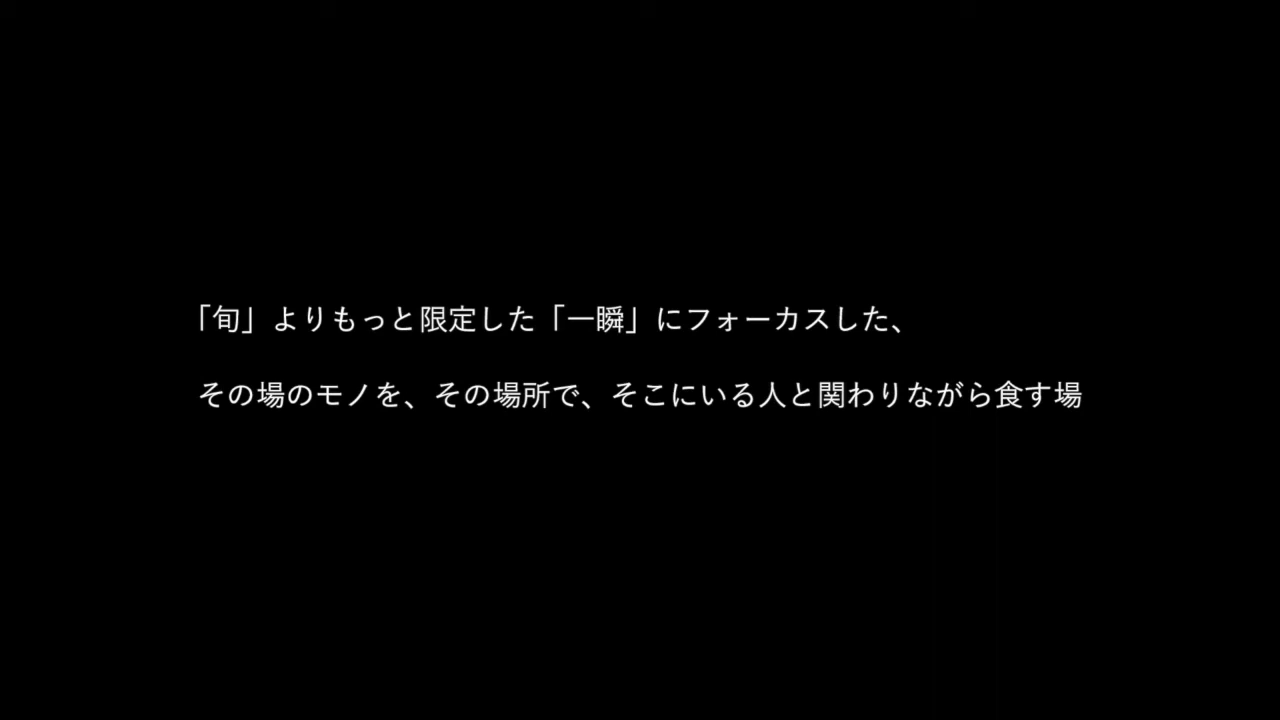 「旬」よりもっと限定した「一瞬」にフォーカスした、
その場のモノを、その場所で、そこにいる人と関わりながら食す場